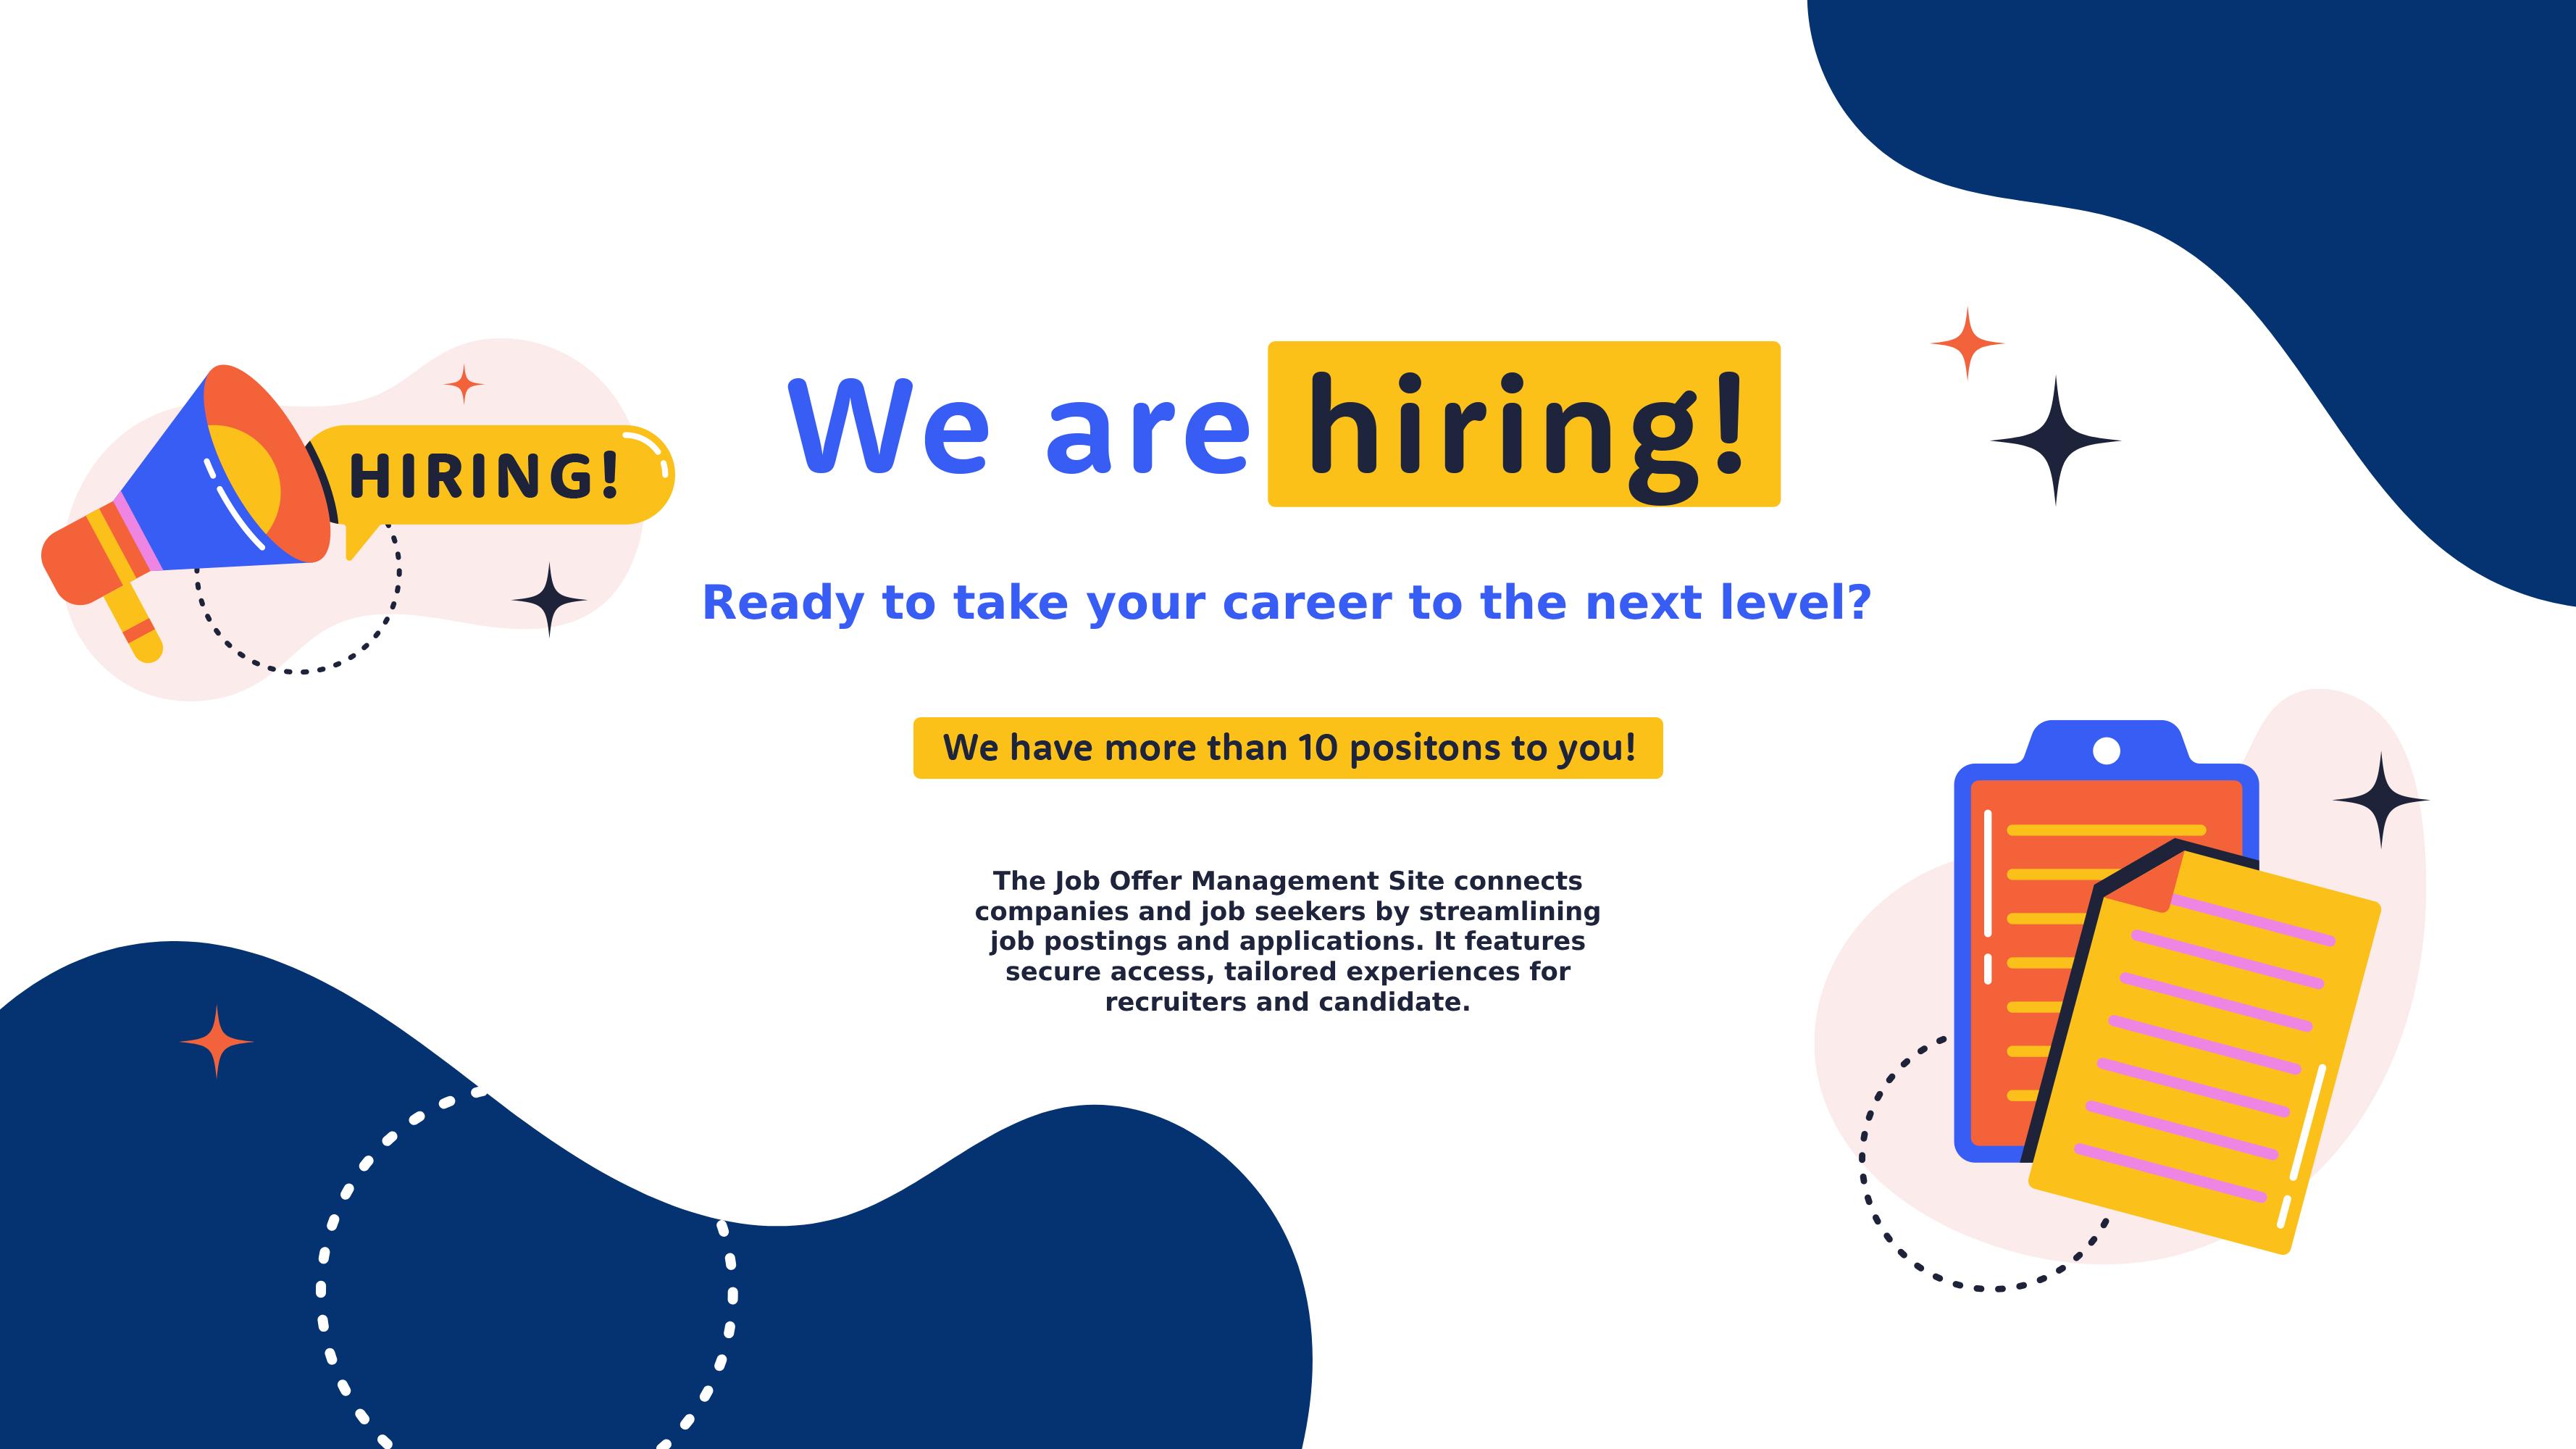 HIRING!
We are hiring!
Ready to take your career to the next level?
We have more than 10 positons to you!
The Job Offer Management Site connects
companies and job seekers by streamlining
job postings and applications. It features
secure access, tailored experiences for
recruiters and candidate.